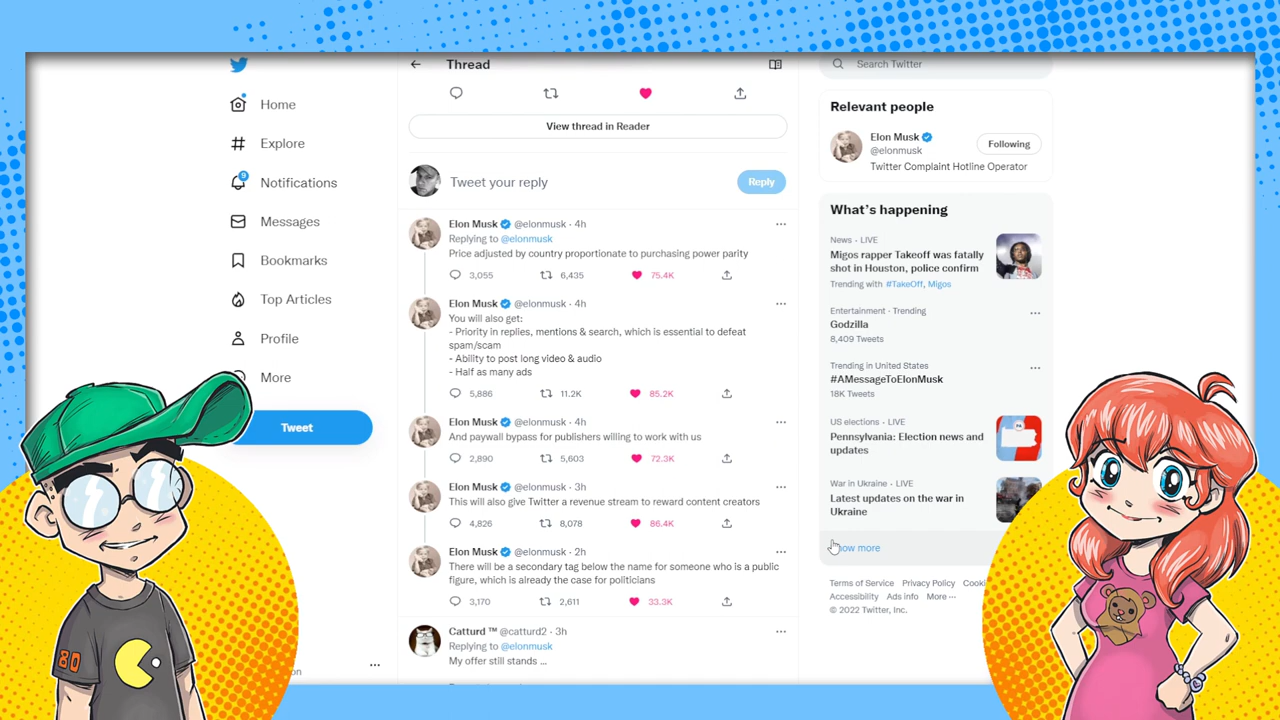 Home
Explore
9
Notifications
Messages
Bookmarks
Top Articles
Profile
More
Tweet
Thread
View thread in Reader
Tweet your reply
Reply
Elon Musk @elonmusk · 4h
Replying to @elonmusk
Price adjusted by country proportionate to purchasing power parity
3,055 6,435 75.4K
Elon Musk @elonmusk · 4h
You will also get:
- Priority in replies, mentions & search, which is essential to defeat
spam/scam
- Ability to post long video & audio
- Half as many ads
5,886 11.2K 85.2K
Elon Musk @elonmusk · 4h
And paywall bypass for publishers willing to work with us
2,890 5,603 72.3K
Elon Musk @elonmusk · 3h
This will also give Twitter a revenue stream to reward content creators
4,826 8,078 86.4K
Elon Musk @elonmusk · 2h
There will be a secondary tag below the name for someone who is a public
figure, which is already the case for politicians
3,170 2,611 33.3K
Catturd ™ @catturd2 · 3h
Replying to @elonmusk
My offer still stands ...
Search Twitter
Relevant people
Elon Musk
@elonmusk
Following
Twitter Complaint Hotline Operator
What's happening
News · LIVE
Migos rapper Takeoff was fatally
shot in Houston, police confirm
Trending with #TakeOff, Migos
Entertainment · Trending
Godzilla
8,409 Tweets
Trending in United States
#AMessageToElonMusk
18K Tweets
US elections · LIVE
Pennsylvania: Election news and
updates
War in Ukraine · LIVE
Latest updates on the war in
Ukraine
ow more
Terms of Service Privacy Policy Cooki
Accessibility Ads info More ···
© 2022 Twitter, Inc.
80
on